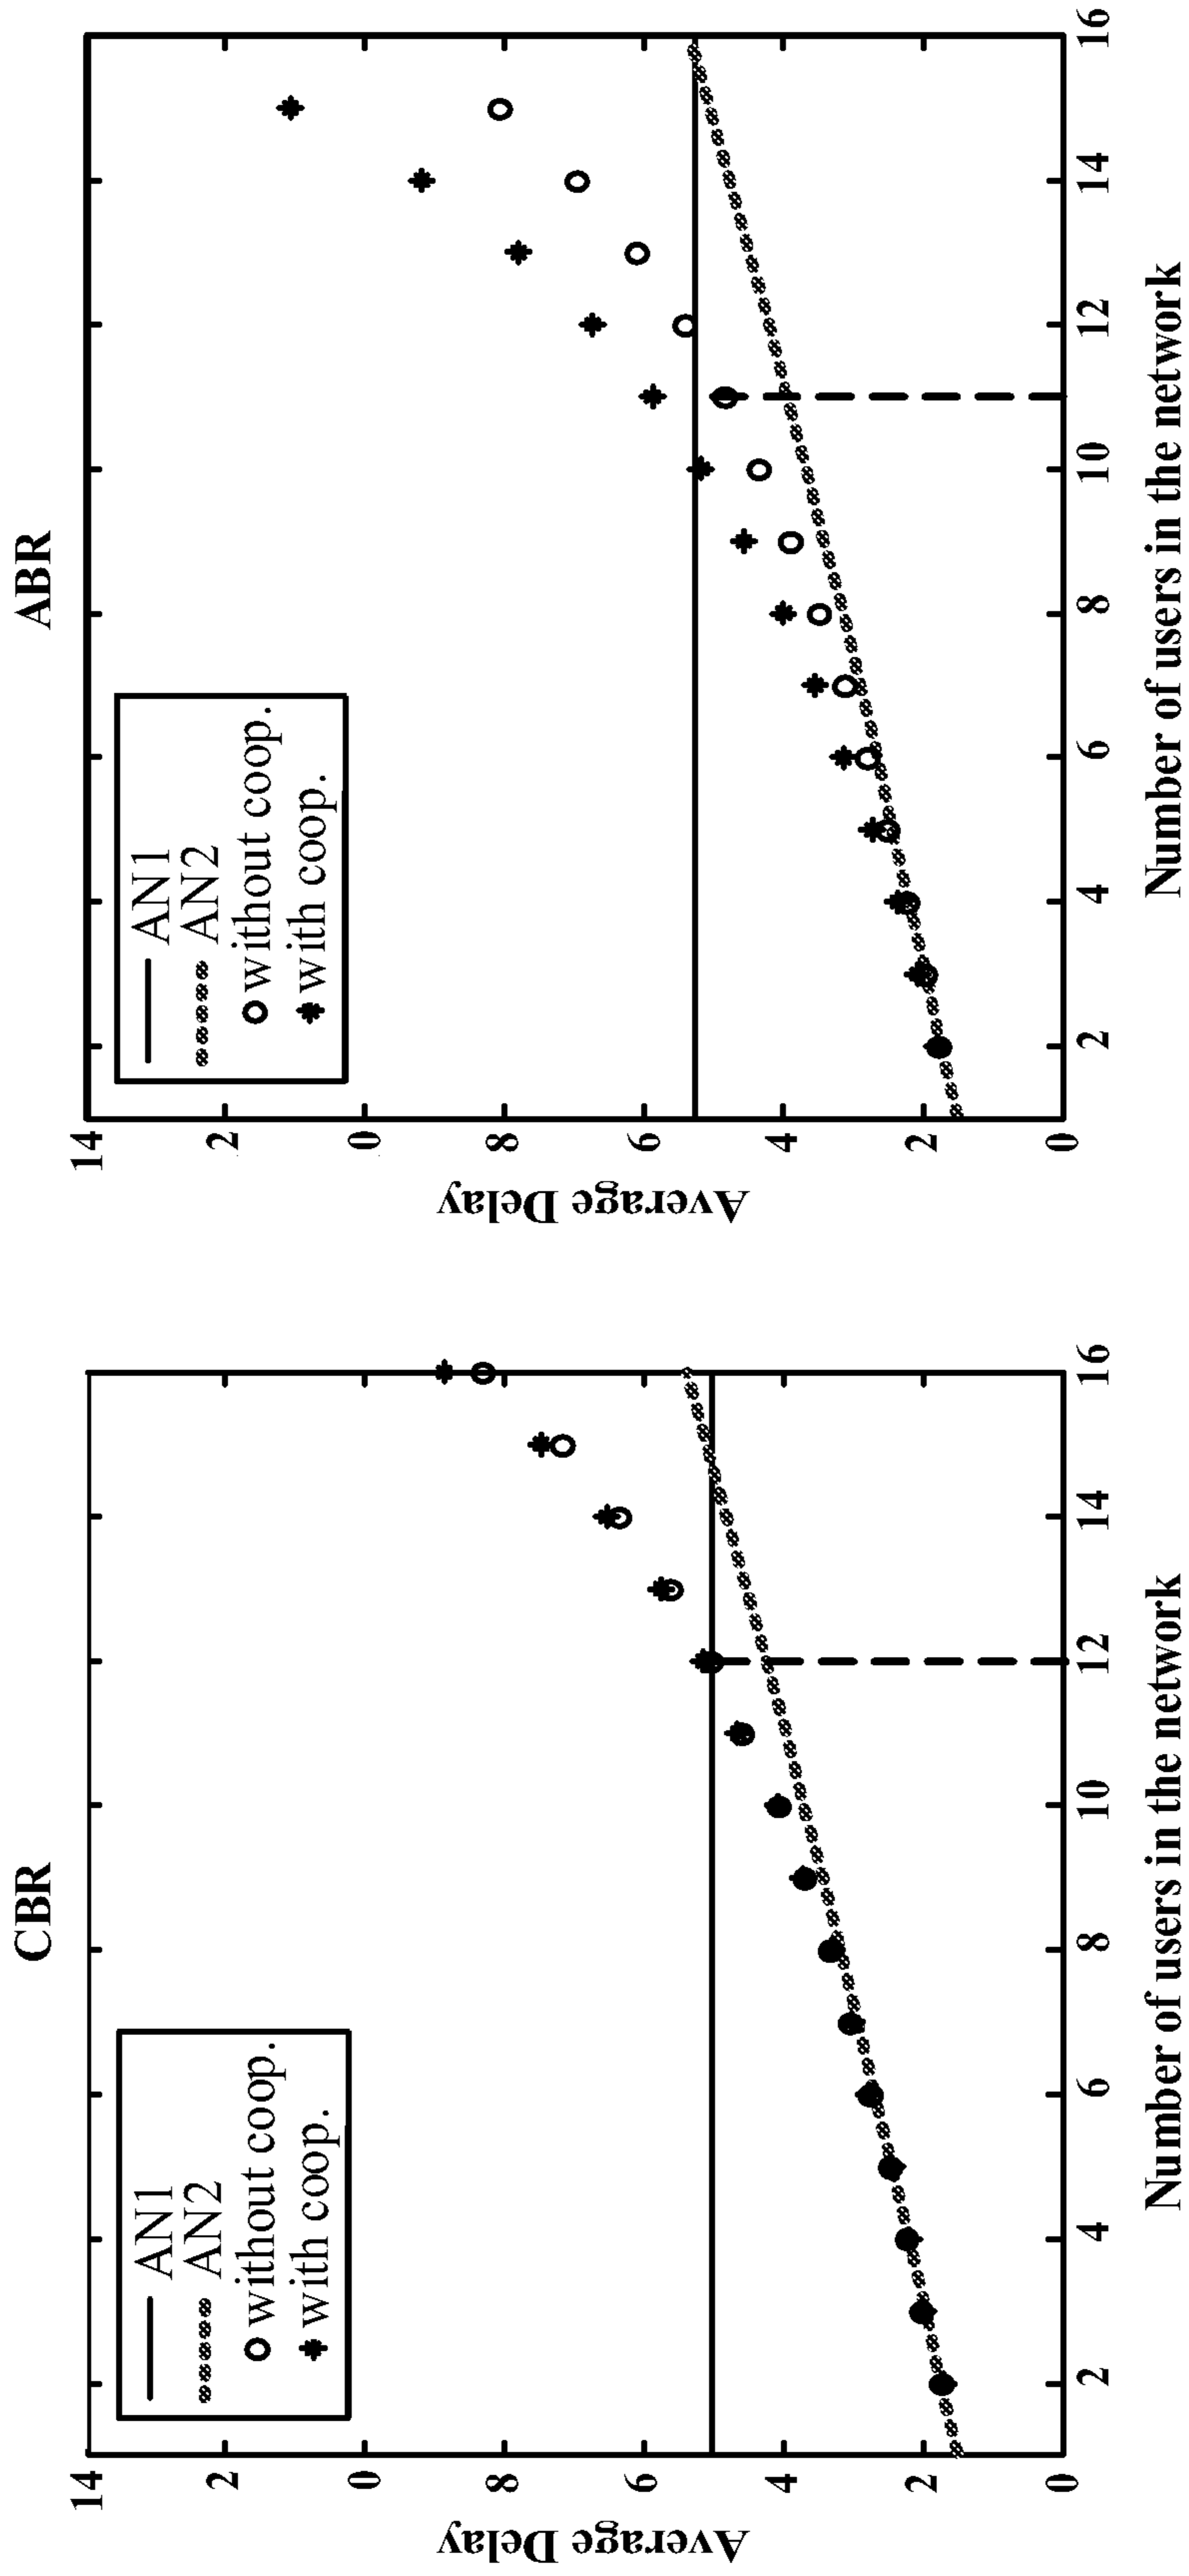 CBR
AN1
AN2
without coop.
with coop.
Average Delay
14
2
0
8
6
4
2
0
2
4
6
8
10
12
14
16
Number of users in the network
ABR
AN1
AN2
without coop.
with coop.
Average Delay
14
2
0
8
6
4
2
0
2
4
6
8
10
12
14
16
Number of users in the network